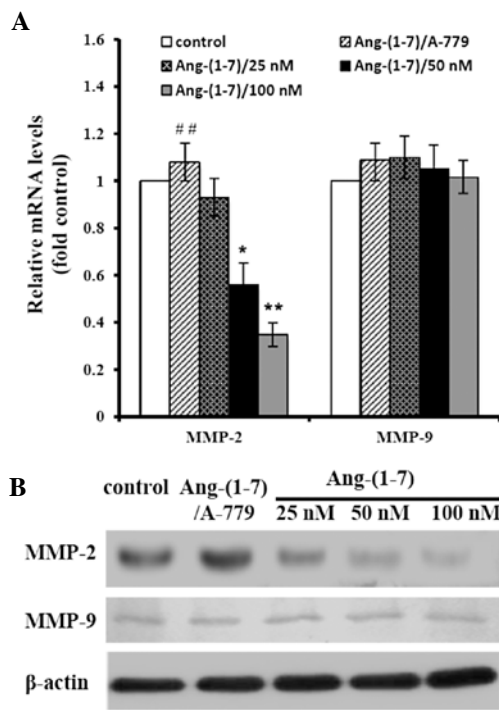 A
Relative mRNA levels
(fold control)
1.6
1.4
1.2
1
0.8
0.6
0.4
0.2
0
control
Ang-(1-7)/A-779
Ang-(1-7)/25 nM
Ang-(1-7)/50 nM
Ang-(1-7)/100 nM
##
*
**
MMP-2
MMP-9
B
control
Ang-(1-7)
/A-779
Ang-(1-7)
25 nM 50 nM 100 nM
MMP-2
MMP-9
β-actin